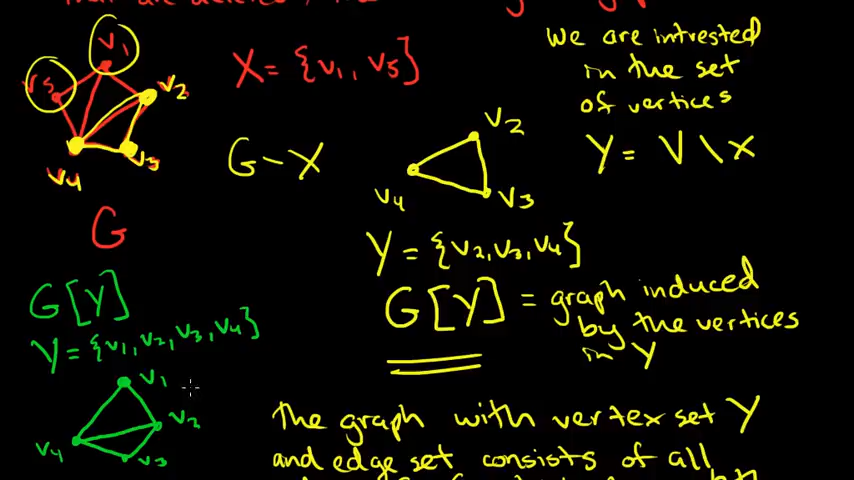 V1
V5
V2
V3
V4
G
X = {V1, V5}
G - X
V2
V4
V3
We are intrested
in the set
of vertices
Y = V \ X
Y = {V2, V3, V4}
G[Y] = graph induced
by the vertices
in Y
G[Y]
Y = {V1, V2, V3, V4}
V1
V2
V4
V3
The graph with vertex set Y
and edge set consists of all